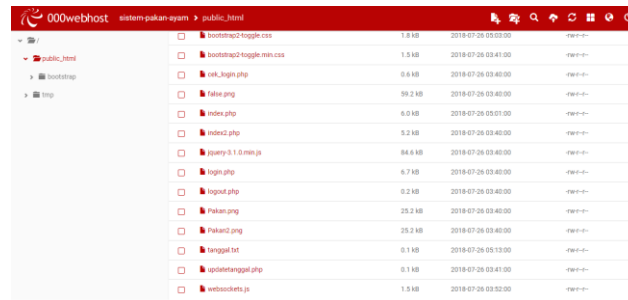 000webhost sistem-pakan-ayam > public_html
/
bootstrap2-toggle.css 1.8 kB 2018-07-26 05:03:00 -rw-r--r--
public_html bootstrap2-toggle.min.css 1.5 kB 2018-07-26 03:41:00 -rw-r--r--
bootstrap cek_login.php 0.6 kB 2018-07-26 03:40:00 -rw-r--r--
tmp false.png 59.2 kB 2018-07-26 03:40:00 -rw-r--r--
index.php 6.0 kB 2018-07-26 05:01:00 -rw-r--r--
index2.php 5.2 kB 2018-07-26 03:40:00 -rw-r--r--
jquery-3.1.0.min.js 84.6 kB 2018-07-26 03:40:00 -rw-r--r--
login.php 6.7 kB 2018-07-26 03:40:00 -rw-r--r--
logout.php 0.2 kB 2018-07-26 03:40:00 -rw-r--r--
Pakan.png 25.2 kB 2018-07-26 03:40:00 -rw-r--r--
Pakan2.png 25.2 kB 2018-07-26 03:40:00 -rw-r--r--
tanggal.txt 0.1 kB 2018-07-26 05:13:00 -rw-r--r--
updatetanggal.php 0.1 kB 2018-07-26 03:41:00 -rw-r--r--
websockets.js 1.5 kB 2018-07-26 03:52:00 -rw-r--r--